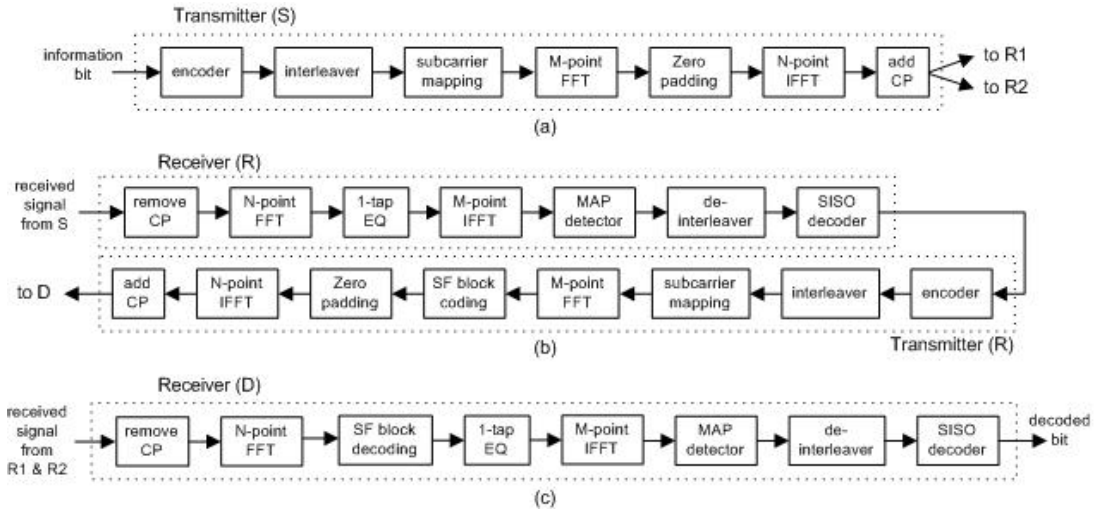 Transmitter (S)
information
bit
encoder
interleaver
subcarrier
mapping
M-point
FFT
Zero
padding
N-point
IFFT
add
CP
to R1
to R2
(a)
Receiver (R)
received
signal
from S
remove
CP
N-point
FFT
1-tap
EQ
M-point
IFFT
MAP
detector
de-
interleaver
SISO
decoder
to D
add
CP
N-point
IFFT
Zero
padding
SF block
coding
M-point
FFT
subcarrier
mapping
interleaver
encoder
(b)
Transmitter (R)
Receiver (D)
received
signal
from
R1 & R2
remove
CP
N-point
FFT
SF block
decoding
1-tap
EQ
M-point
IFFT
MAP
detector
de-
interleaver
SISO
decoder
decoded
bit
(c)